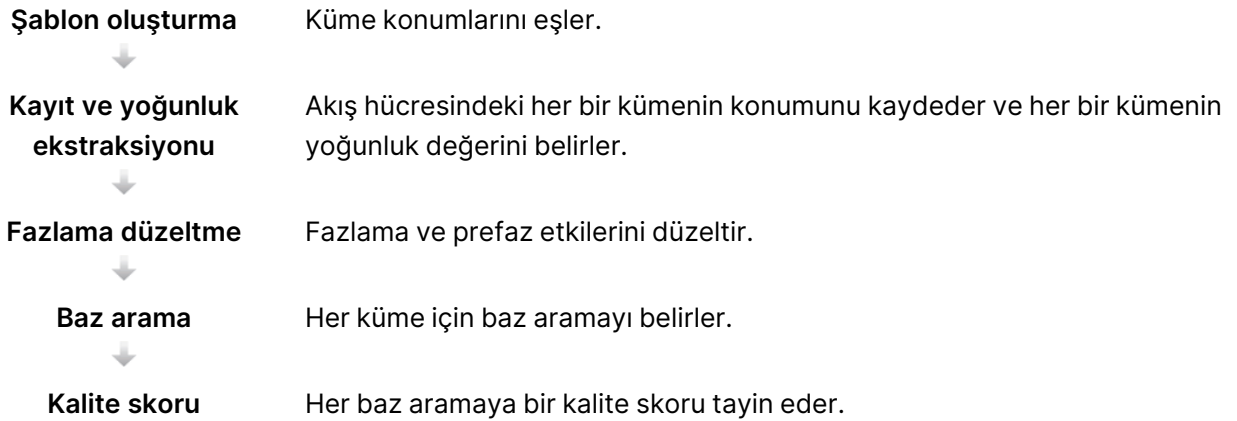 Şablon oluşturma Küme konumlarını eşler.
Kayıt ve yoğunluk Akış hücresindeki her bir kümenin konumunu kaydeder ve her bir kümenin
ekstraksiyonu yoğunluk değerini belirler.
Fazlama düzeltme Fazlama ve prefaz etkilerini düzeltir.
Baz arama Her küme için baz aramayı belirler.
Kalite skoru Her baz aramaya bir kalite skoru tayin eder.